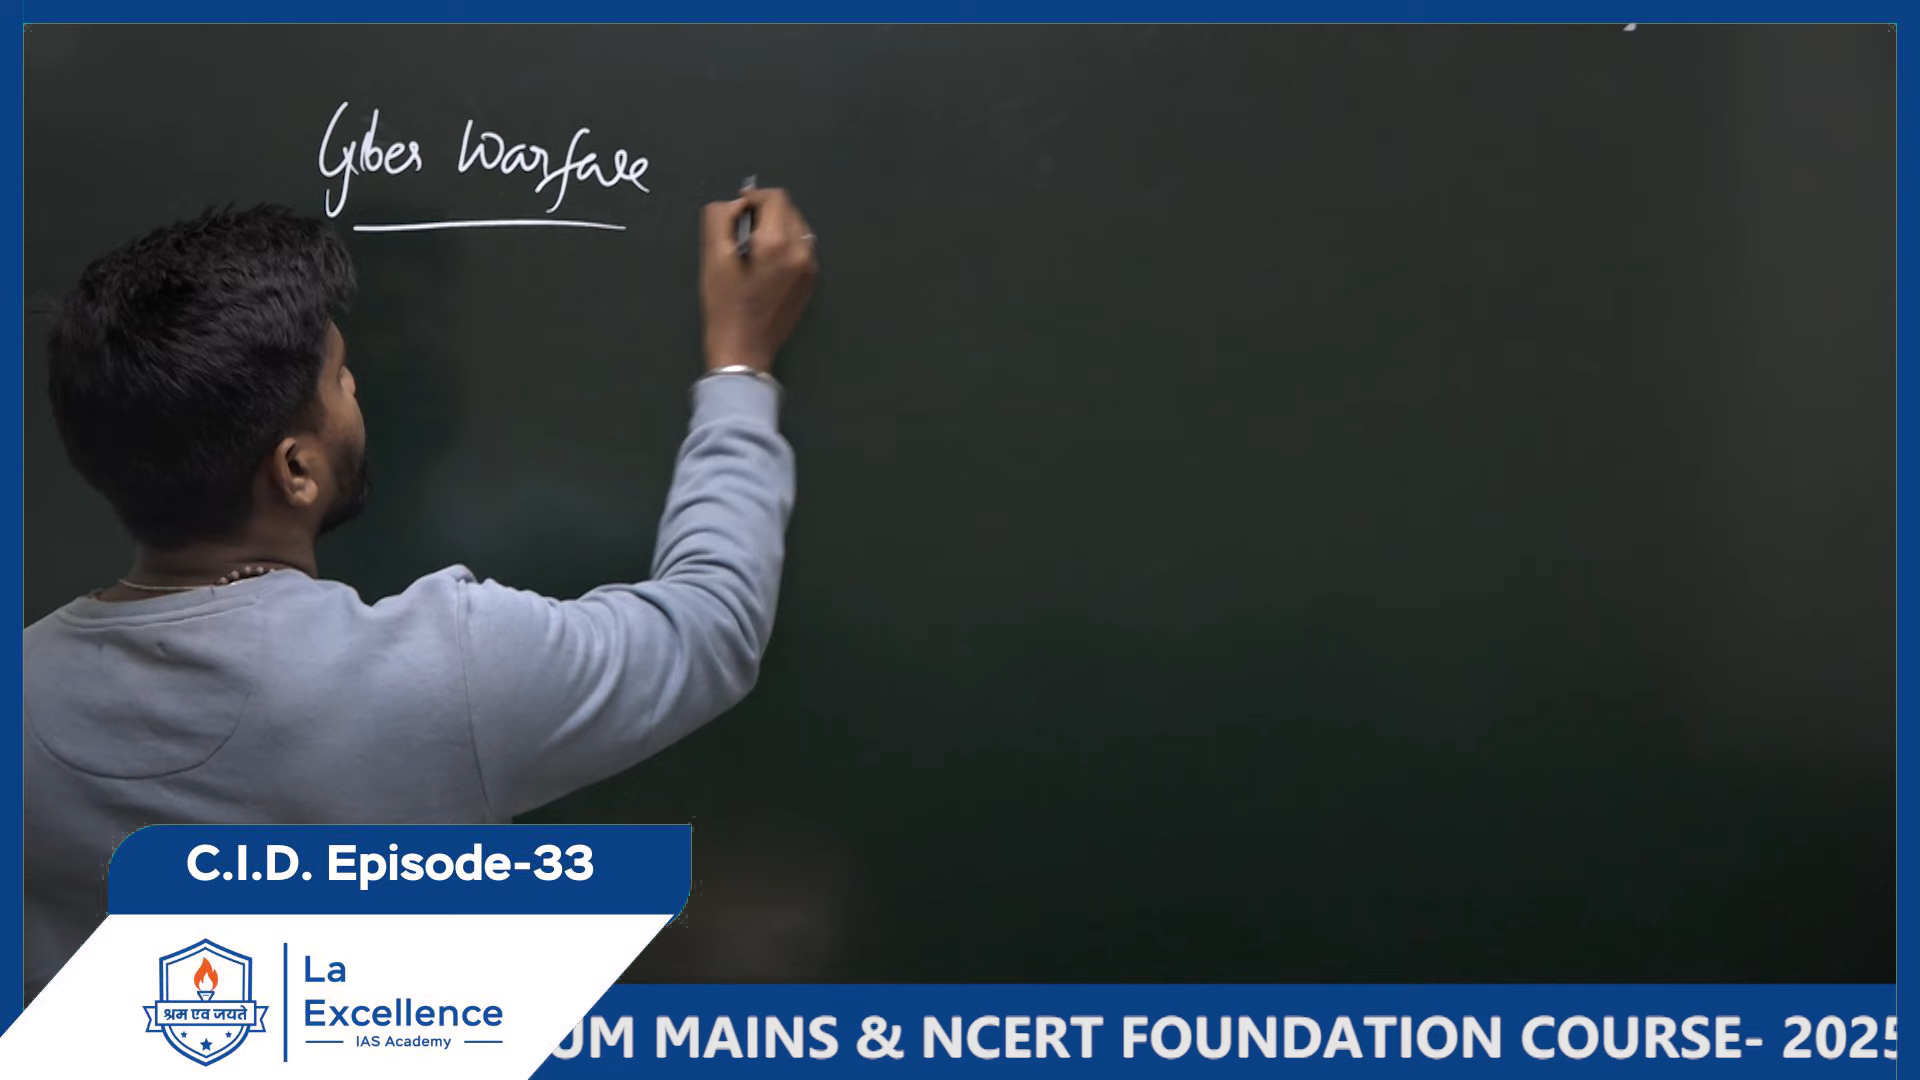 Cyber Warfare
C.I.D. Episode-33
श्रम एव जयते
La
Excellence
IAS Academy
UM MAINS & NCERT FOUNDATION COURSE- 2025